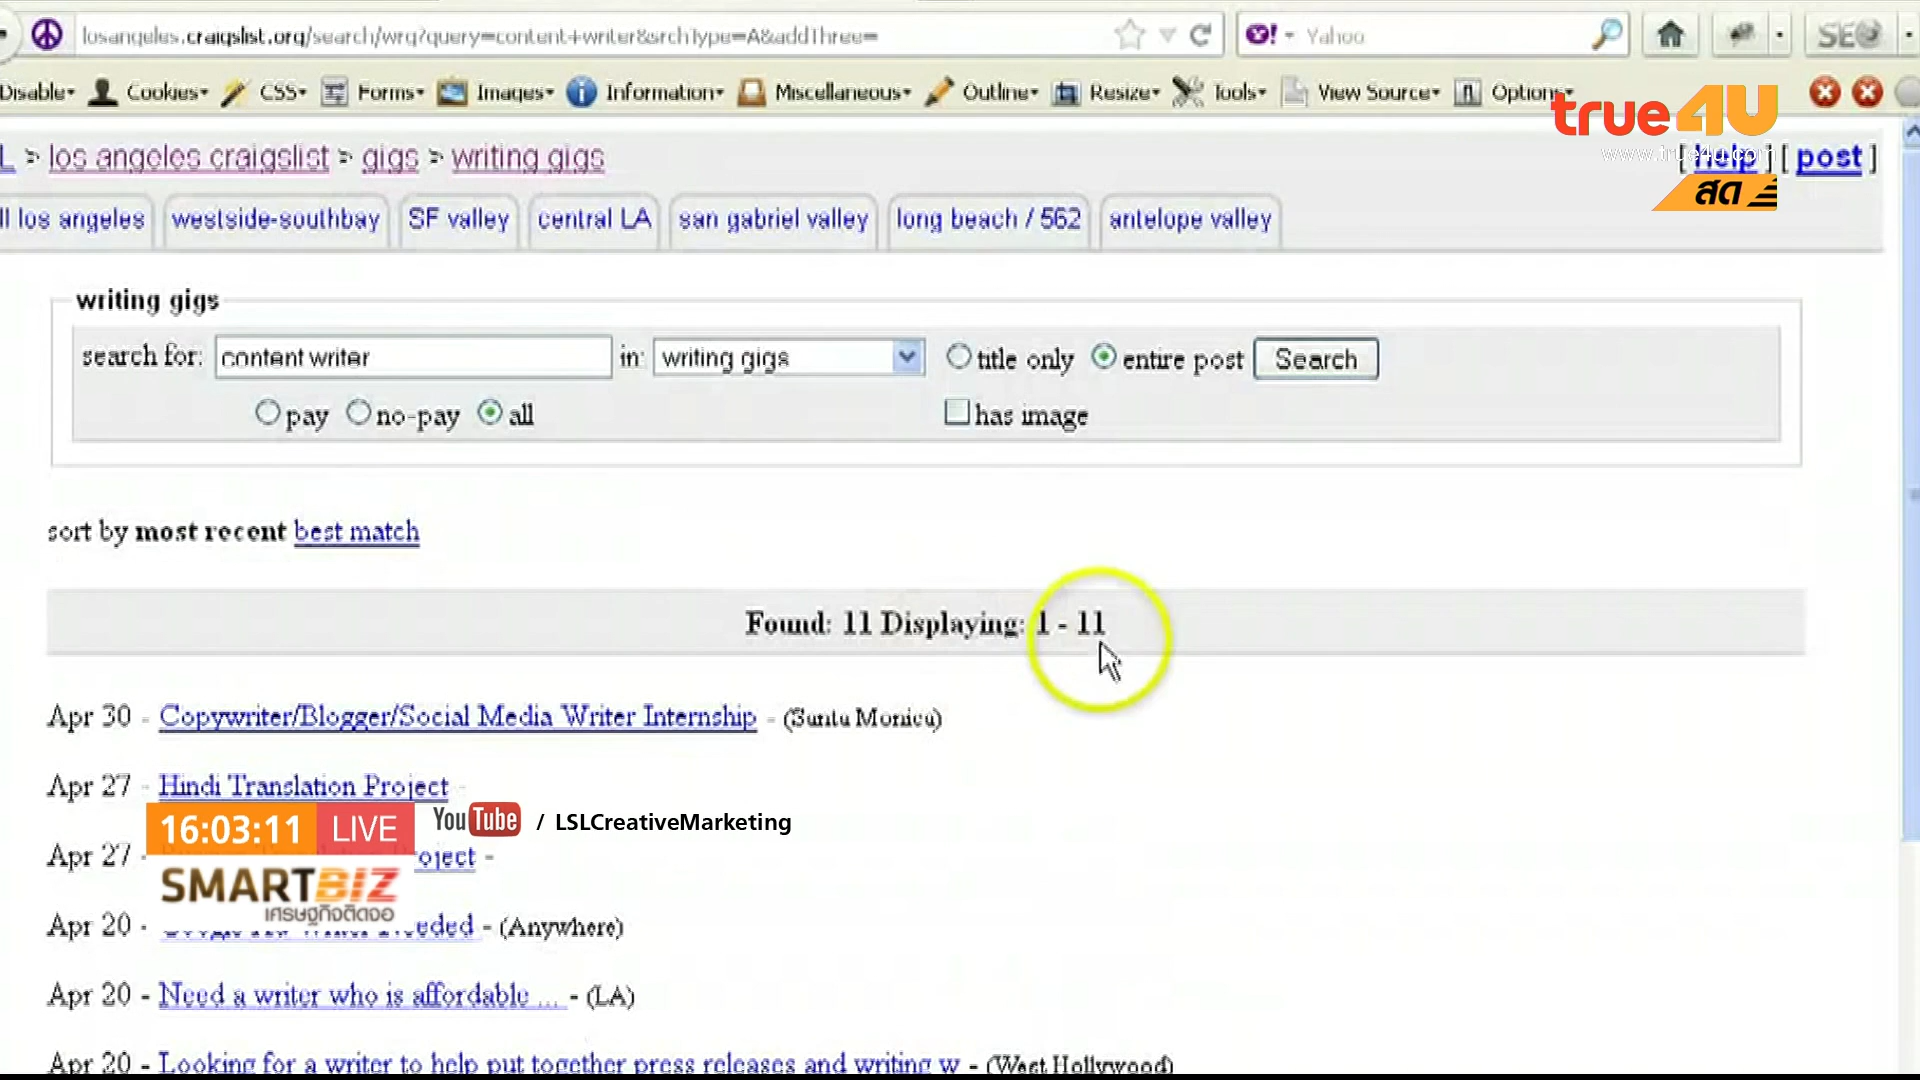 losangeles.craigslist.org/search/wrg?query=content+writer&srchType=A&addThree=
Yahoo
SEO
Disable Cookies CSS Forms Images Information Miscellaneous Outline Resize Tools View Source Options
true4U
www.true4u.com
สด
L > los angeles craigslist > gigs > writing gigs
[ help ] [ post ]
ll los angeles westside-southbay SF valley central LA san gabriel valley long beach / 562 antelope valley
writing gigs
search for: content writer in: writing gigs title only entire post Search
pay no-pay all has image
sort by most recent best match
Found: 11 Displaying: 1 - 11
Apr 30 - Copywriter/Blogger/Social Media Writer Internship - (Santa Monica)
Apr 27 - Hindi Translation Project -
16:03:11 LIVE YouTube / LSLCreativeMarketing
Apr 27 - oject -
SMARTBIZ
เศรษฐกิจติดจอ
Apr 20 - eded - (Anywhere)
Apr 20 - Need a writer who is affordable ... - (LA)
Apr 20 - Looking for a writer to help put together press releases and writing w - (West Hollywood)